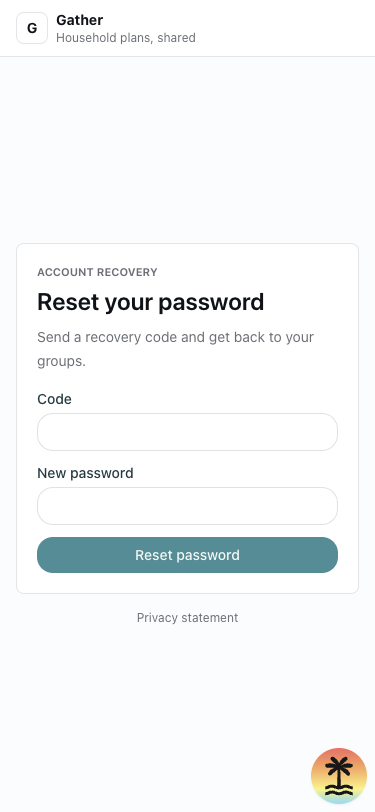 G
Gather
Household plans, shared
ACCOUNT RECOVERY
Reset your password
Send a recovery code and get back to your
groups.
Code
New password
Reset password
Privacy statement